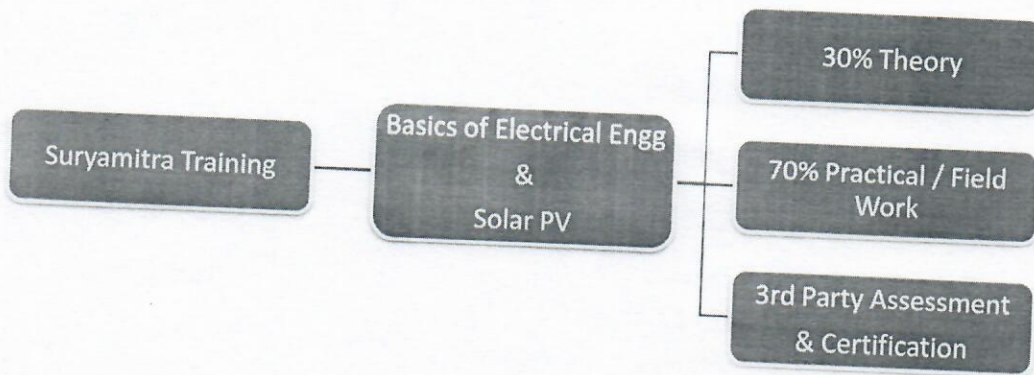 Suryamitra Training
Basics of Electrical Engg
&
Solar PV
30% Theory
70% Practical / Field
Work
3rd Party Assessment
& Certification